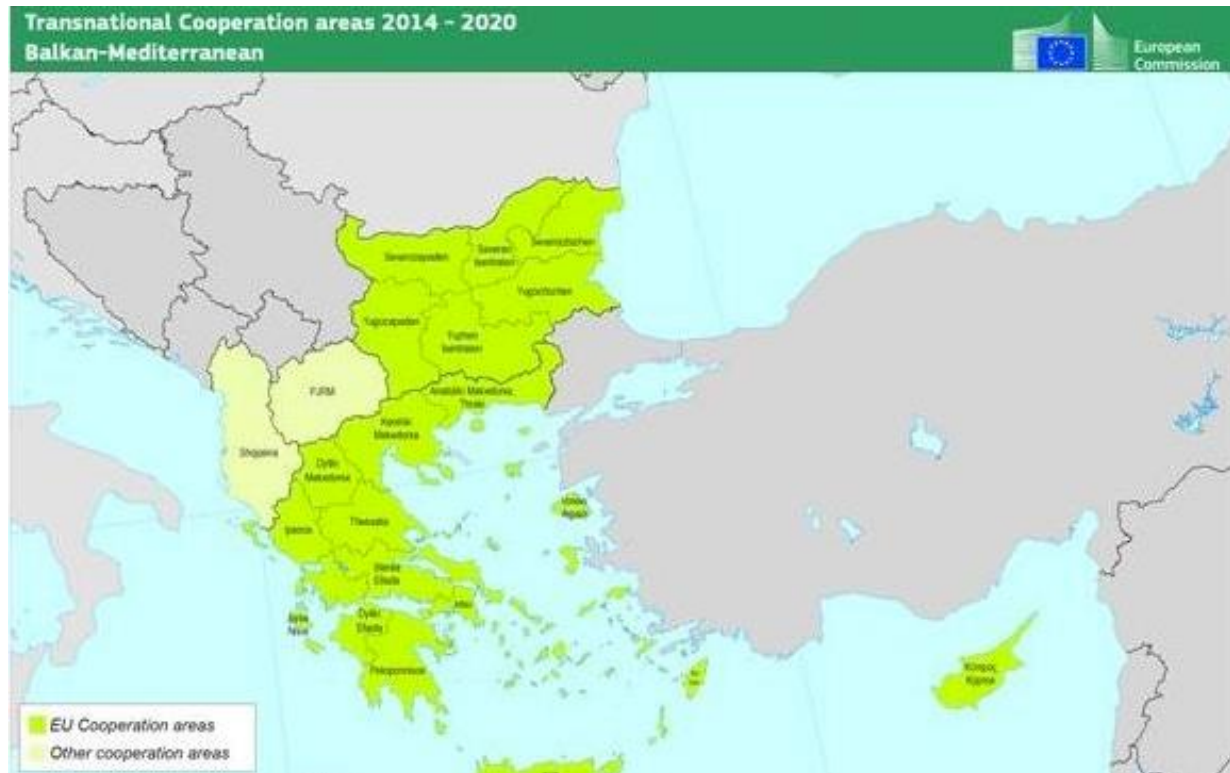 Transnational Cooperation areas 2014 - 2020
Balkan-Mediterranean
European
Commission
Severozapaden
Severen
tsentralen
Severoiztochen
Yugoiztochen
Yugozapaden
Yuzhen
tsentralen
FJRM
Shqiperia
Anatoliki Makedonia,
Thraki
Kentriki
Makedonia
Dytiki
Makedonia
Ipeiros
Thessalia
Voreio
Aigaio
Sterea
Ellada
Attiki
Dytiki
Ellada
Peloponnisos
Κύπρος
EU Cooperation areas
Other cooperation areas